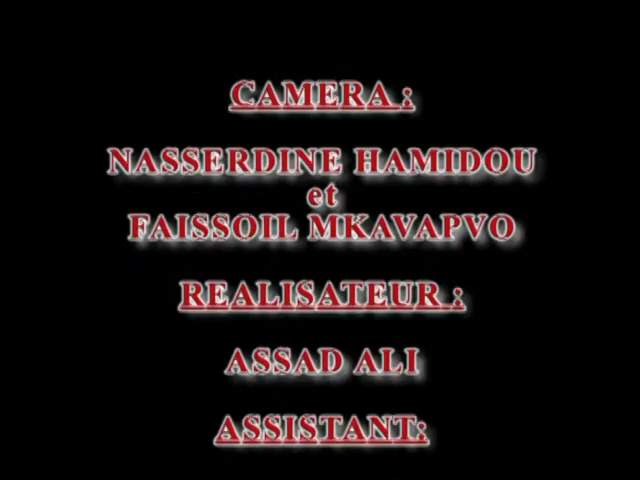 CAMERA :
NASSERDINE HAMIDOU
et
FAISSOIL MKAVAPVO
REALISATEUR :
ASSAD ALI
ASSISTANT: